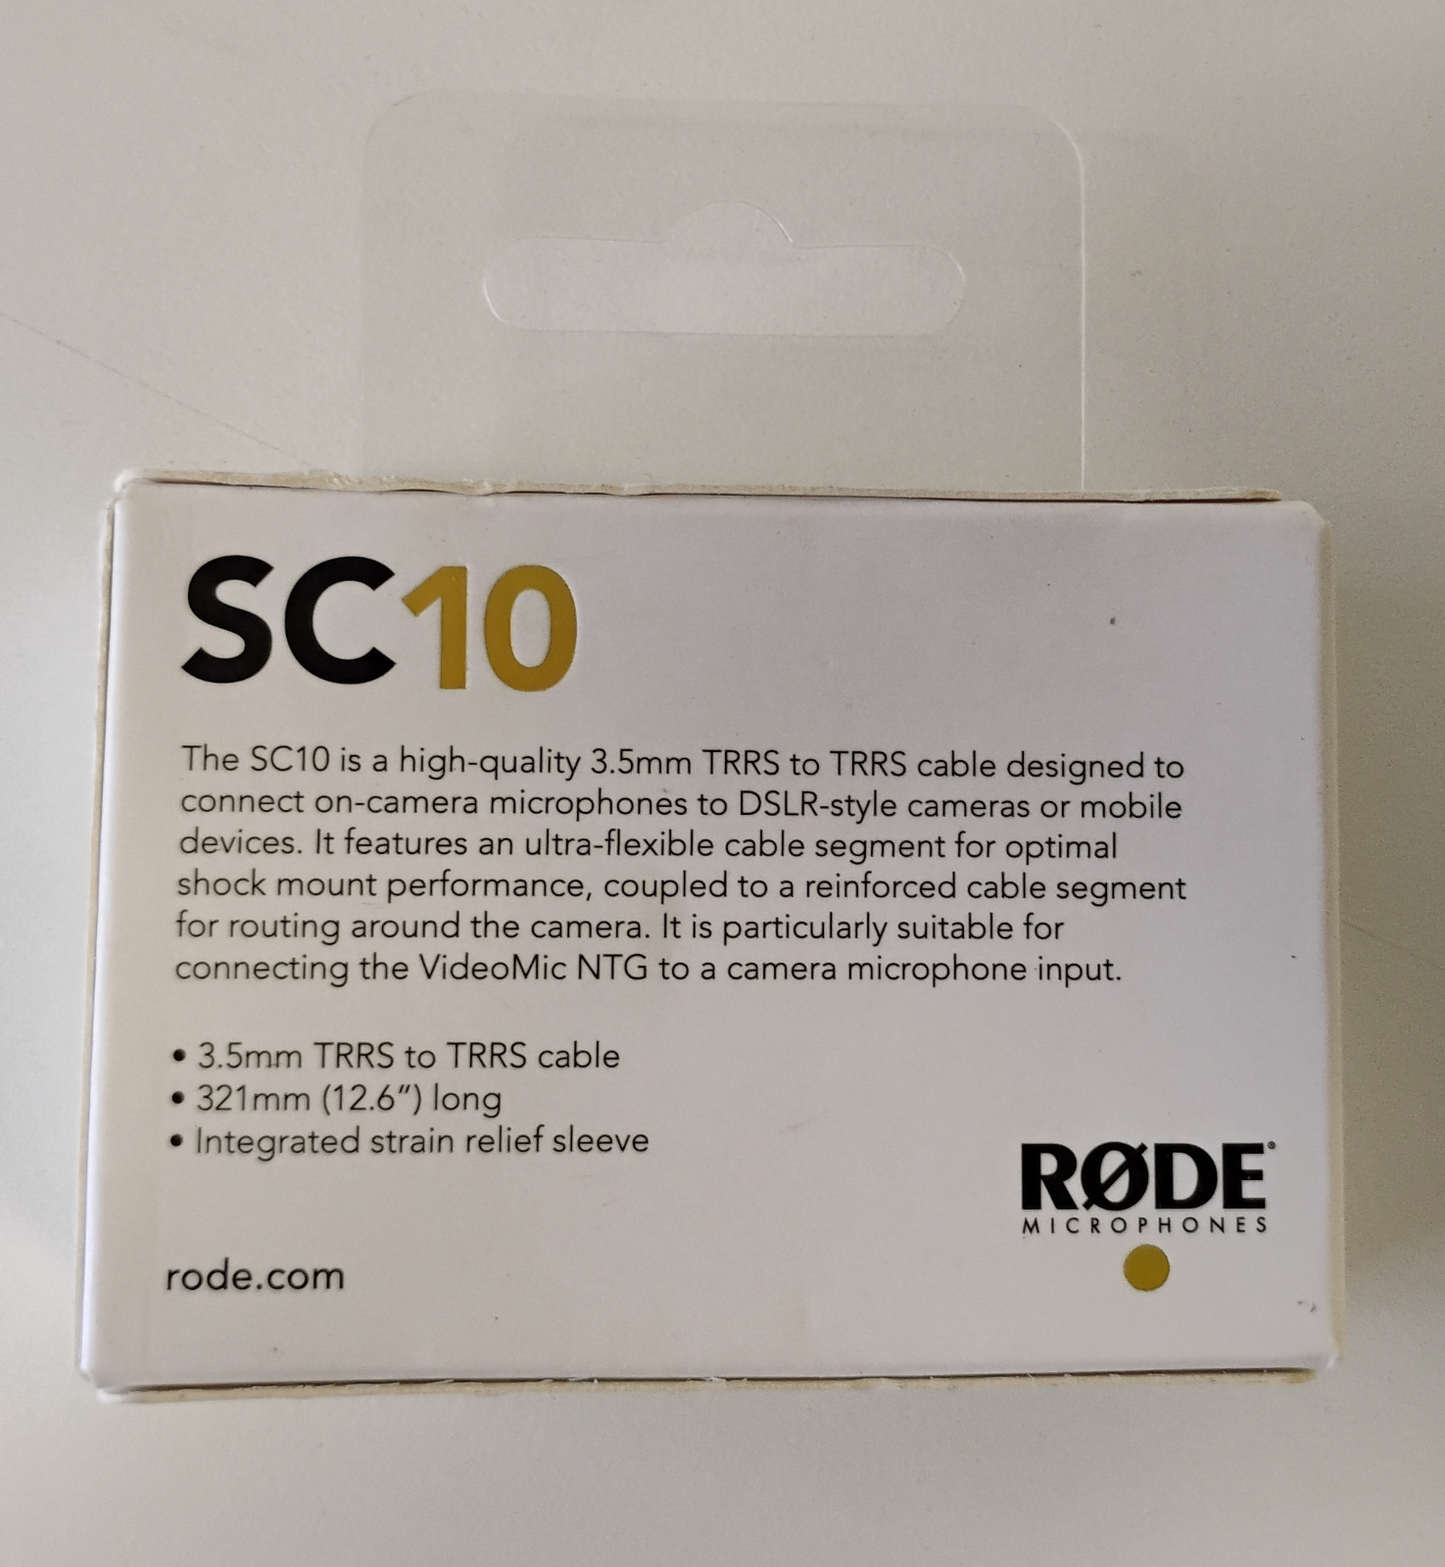 SC10
The SC10 is a high-quality 3.5mm TRRS to TRRS cable designed to
connect on-camera microphones to DSLR-style cameras or mobile
devices. It features an ultra-flexible cable segment for optimal
shock mount performance, coupled to a reinforced cable segment
for routing around the camera. It is particularly suitable for
connecting the VideoMic NTG to a camera microphone input.
• 3.5mm TRRS to TRRS cable
• 321mm (12.6”) long
• Integrated strain relief sleeve
RØDE®
MICROPHONES
rode.com